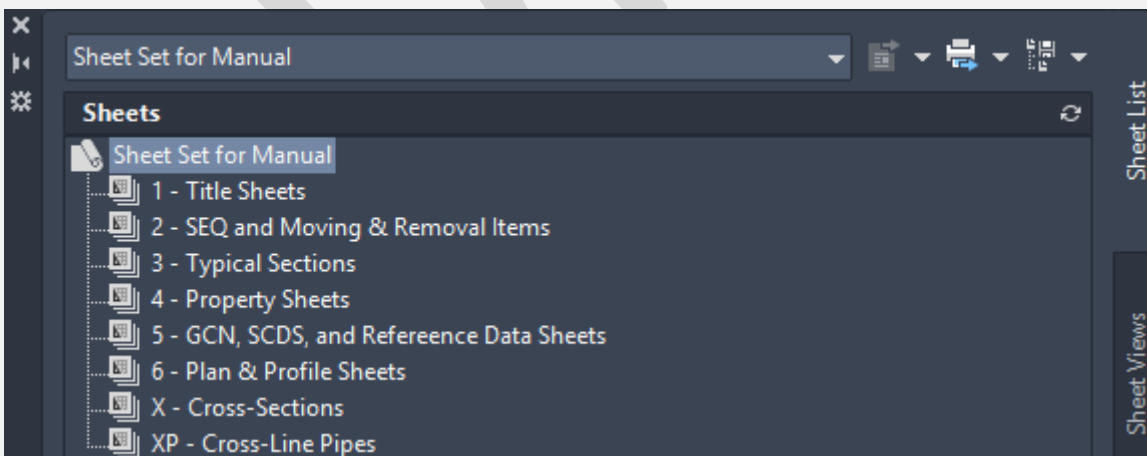 Sheet Set for Manual
Sheets
Sheet Set for Manual
1 - Title Sheets
2 - SEQ and Moving & Removal Items
3 - Typical Sections
4 - Property Sheets
5 - GCN, SCDS, and Refereence Data Sheets
6 - Plan & Profile Sheets
X - Cross-Sections
XP - Cross-Line Pipes
Sheet List
Sheet Views